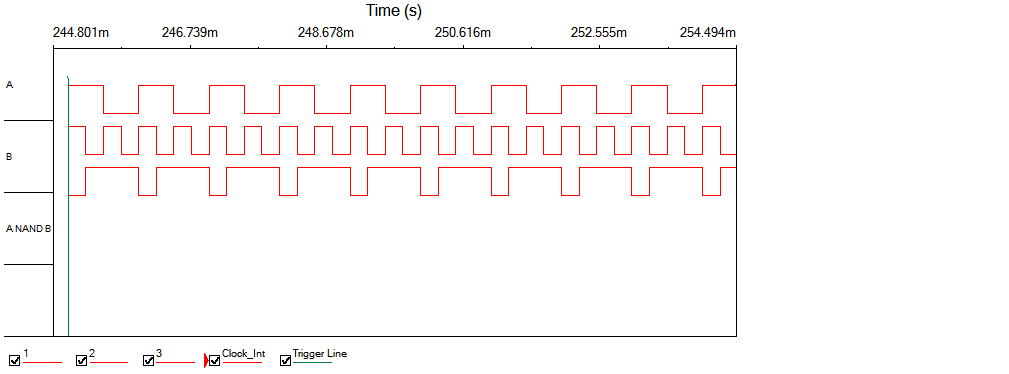 Time (s)
244.801m 246.739m 248.678m 250.616m 252.555m 254.494m
A
B
A NAND B
1 2 3 Clock_Int Trigger Line